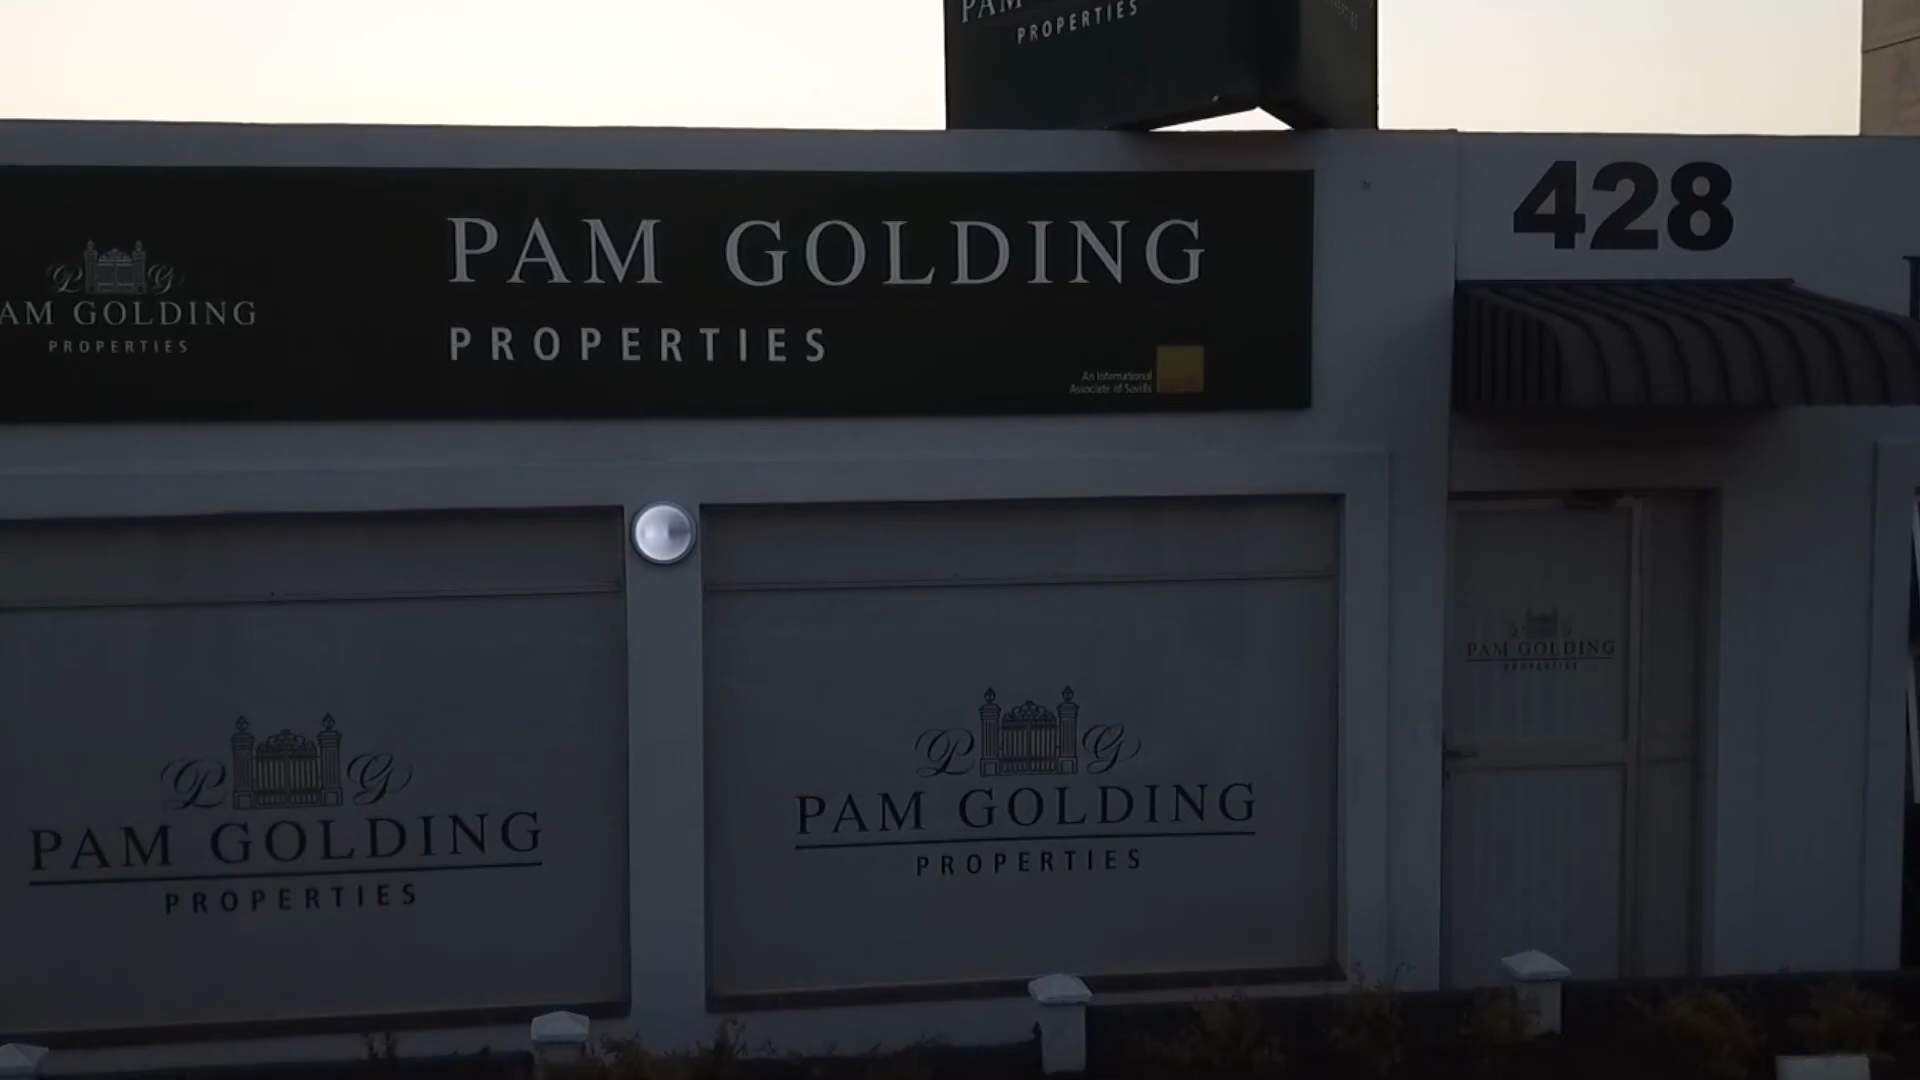 PAM
PROPERTIES
428
PAM GOLDING
PROPERTIES
An International
Associate of Savills
P G
AM GOLDING
PROPERTIES
P G
PAM GOLDING
PROPERTIES
P G
PAM GOLDING
PROPERTIES
PAM GOLDING
PROPERTIES